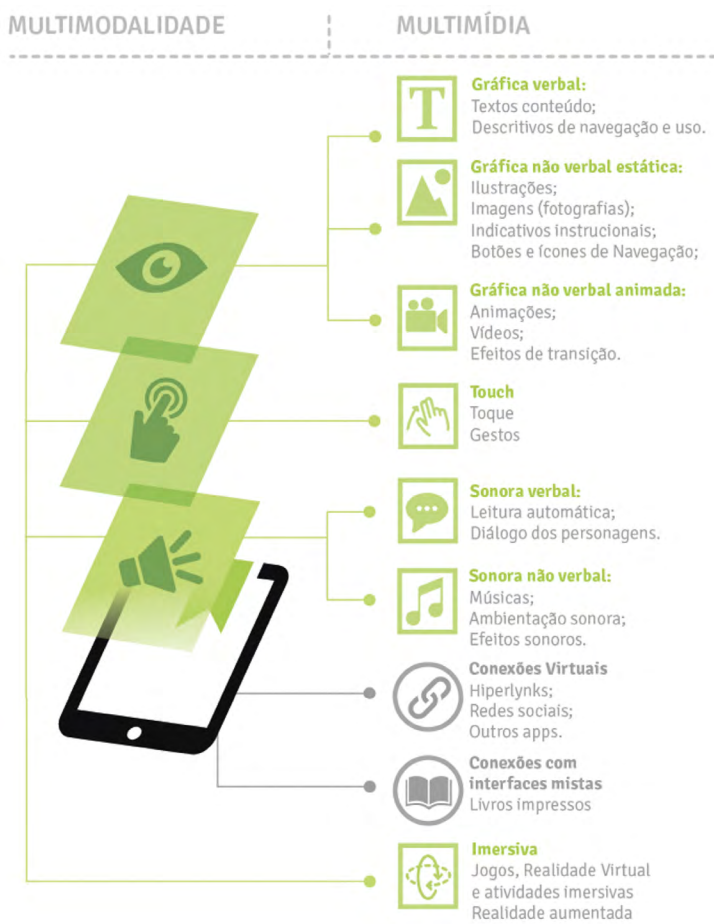 MULTIMODALIDADE
MULTIMÍDIA
T
Gráfica verbal:
Textos conteúdo;
Descritivos de navegação e uso.
Gráfica não verbal estática:
Ilustrações;
Imagens (fotografias);
Indicativos instrucionais;
Botões e ícones de Navegação;
Gráfica não verbal animada:
Animações;
Vídeos;
Efeitos de transição.
Touch
Toque
Gestos
Sonora verbal:
Leitura automática;
Diálogo dos personagens.
Sonora não verbal:
Músicas;
Ambientação sonora;
Efeitos sonoros.
Conexões Virtuais
Hiperlynks;
Redes sociais;
Outros apps.
Conexões com
interfaces mistas
Livros impressos
Imersiva
Jogos, Realidade Virtual
e atividades imersivas
Realidade aumentada